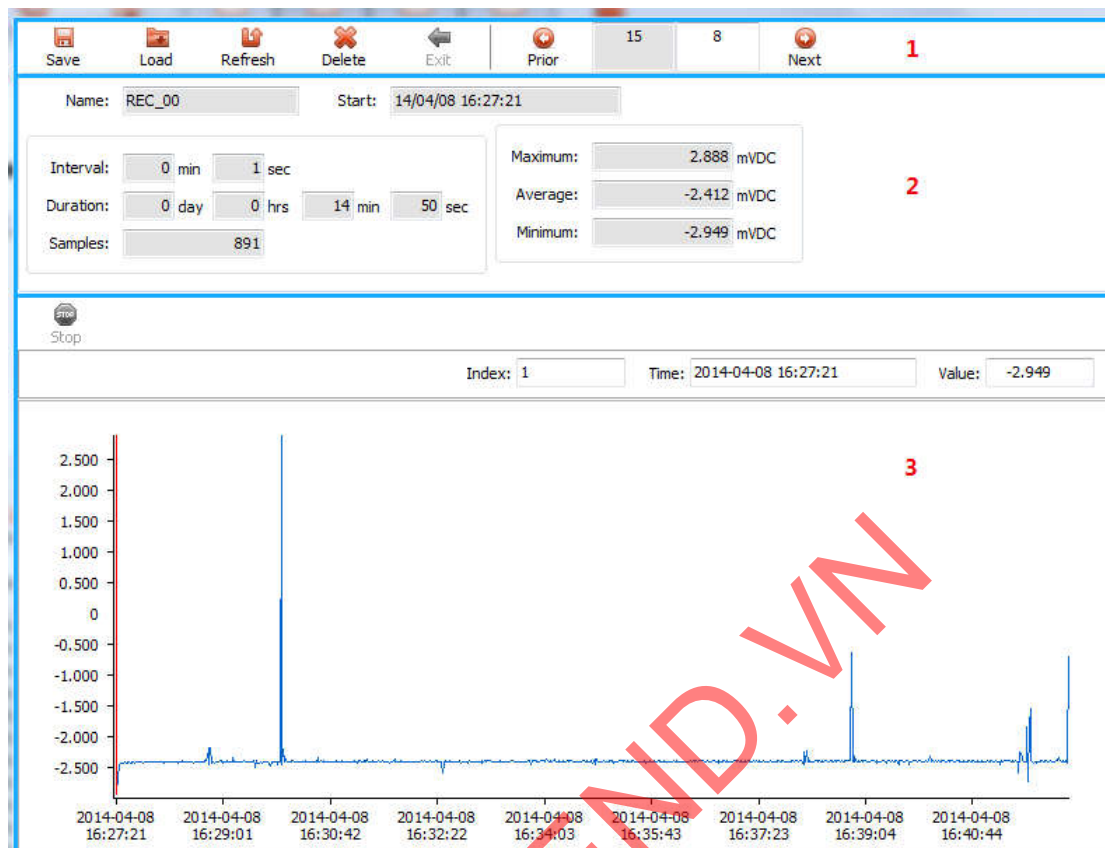 15 8
Save Load Refresh Delete Exit Prior Next 1
Name: REC_00 Start: 14/04/08 16:27:21
Interval: 0 min 1 sec
Duration: 0 day 0 hrs 14 min 50 sec
Samples: 891
Maximum: 2.888 mVDC
Average: -2.412 mVDC
Minimum: -2.949 mVDC
2
STOP
Stop
Index: 1 Time: 2014-04-08 16:27:21 Value: -2.949
3
2.500
2.000
1.500
1.000
0.500
0
-0.500
-1.000
-1.500
-2.000
-2.500
2014-04-08 2014-04-08 2014-04-08 2014-04-08 2014-04-08 2014-04-08 2014-04-08 2014-04-08 2014-04-08
16:27:21 16:29:01 16:30:42 16:32:22 16:34:03 16:35:43 16:37:23 16:39:04 16:40:44
END.VN